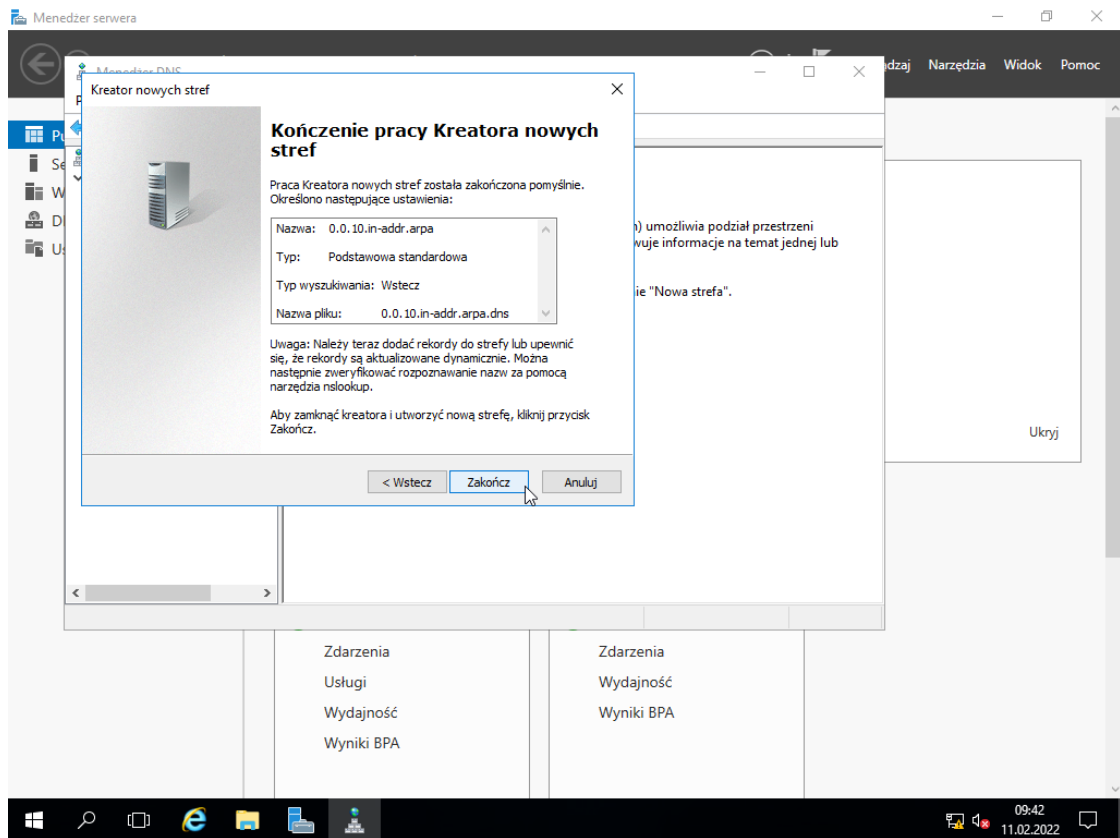 Menedżer serwera
Narzędzia Widok Pomoc
Menedżer DNS
Kreator nowych stref
Kończenie pracy Kreatora nowych
stref
Praca Kreatora nowych stref została zakończona pomyślnie.
Określono następujące ustawienia:
Nazwa: 0.0.10.in-addr.arpa
Typ: Podstawowa standardowa
Typ wyszukiwania: Wstecz
Nazwa pliku: 0.0.10.in-addr.arpa.dns
Uwaga: Należy teraz dodać rekordy do strefy lub upewnić
się, że rekordy są aktualizowane dynamicznie. Można
następnie zweryfikować rozpoznawanie nazw za pomocą
narzędzia nslookup.
Aby zamknąć kreatora i utworzyć nową strefę, kliknij przycisk
Zakończ.
< Wstecz Zakończ Anuluj
umożliwia podział przestrzeni
informacje na temat jednej lub
"Nowa strefa".
Ukryj
Zdarzenia
Usługi
Wydajność
Wyniki BPA
Zdarzenia
Wydajność
Wyniki BPA
09:42
11.02.2022